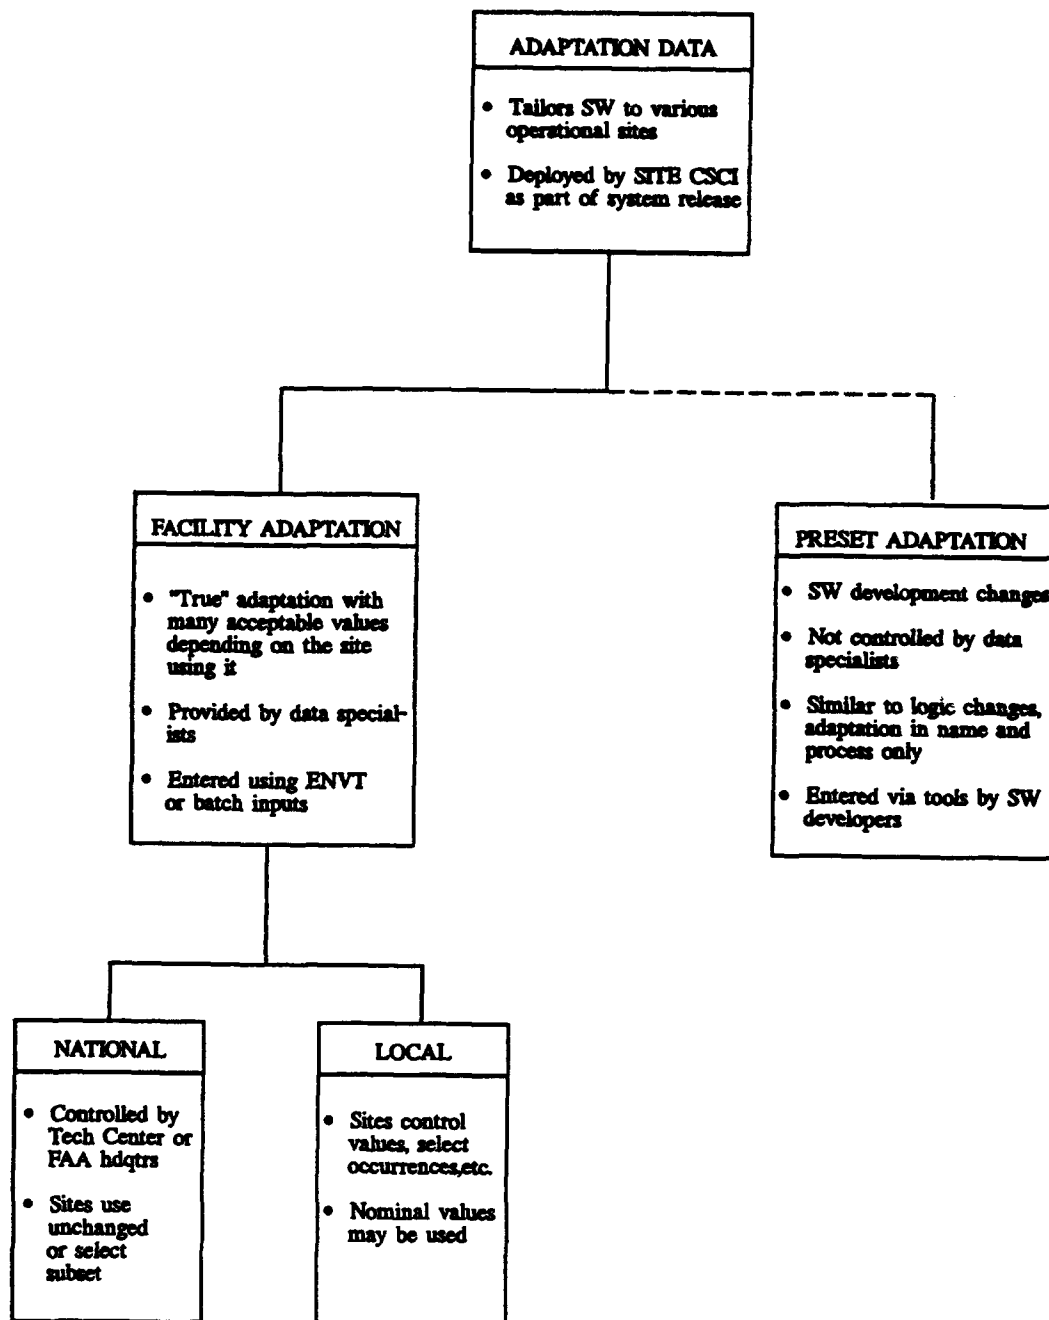 ADAPTATION DATA
• Tailors SW to various
operational sites
• Deployed by SITE CSCI
as part of system release
FACILITY ADAPTATION
• "True" adaptation with
many acceptable values
depending on the site
using it
• Provided by data special-
ists
• Entered using ENVT
or batch inputs
PRESET ADAPTATION
• SW development changes
• Not controlled by data
specialists
• Similar to logic changes,
adaptation in name and
process only
• Entered via tools by SW
developers
NATIONAL
• Controlled by
Tech Center or
FAA hdqtrs
• Sites use
unchanged
or select
subset
LOCAL
• Sites control
values, select
occurrences,etc.
• Nominal values
may be used